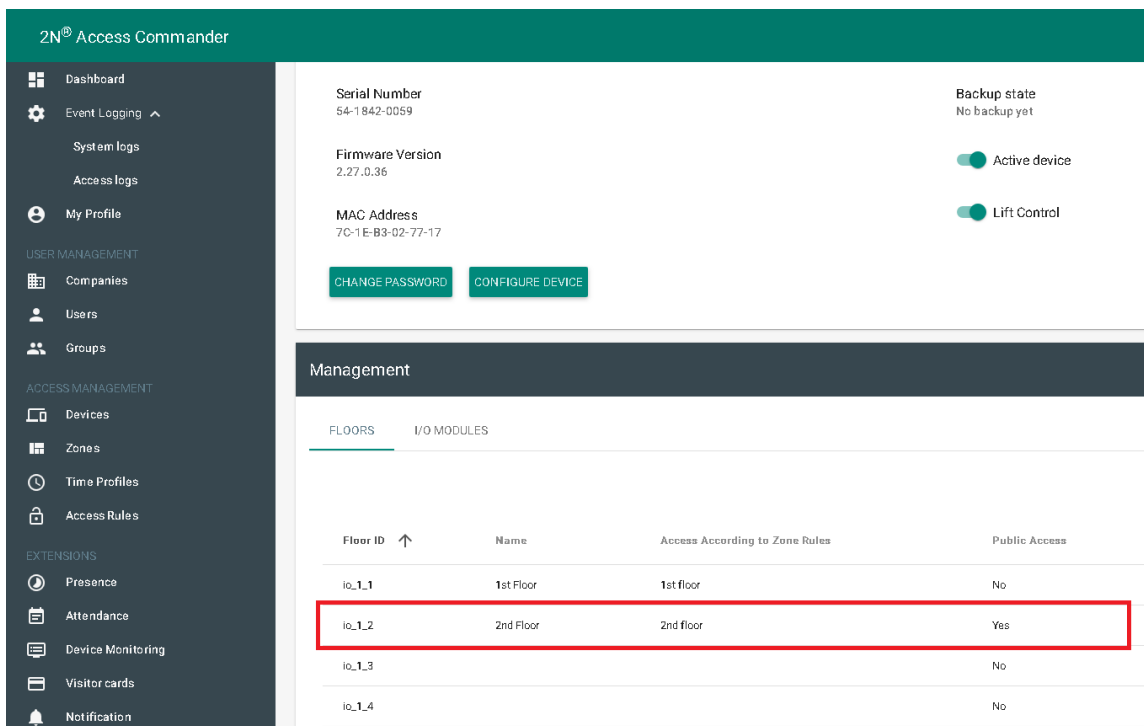 2N® Access Commander
Dashboard
Event Logging
System logs
Access logs
My Profile
USER MANAGEMENT
Companies
Users
Groups
ACCESS MANAGEMENT
Devices
Zones
Time Profiles
Access Rules
EXTENSIONS
Presence
Attendance
Device Monitoring
Visitor cards
Notification
Serial Number
54-1842-0059
Firmware Version
2.27.0.36
MAC Address
7C-1E-B3-02-77-17
Backup state
No backup yet
Active device
Lift Control
CHANGE PASSWORD CONFIGURE DEVICE
Management
FLOORS I/O MODULES
Floor ID Name Access According to Zone Rules Public Access
io_1_1 1st Floor 1st floor No
io_1_2 2nd Floor 2nd floor Yes
io_1_3 No
io_1_4 No